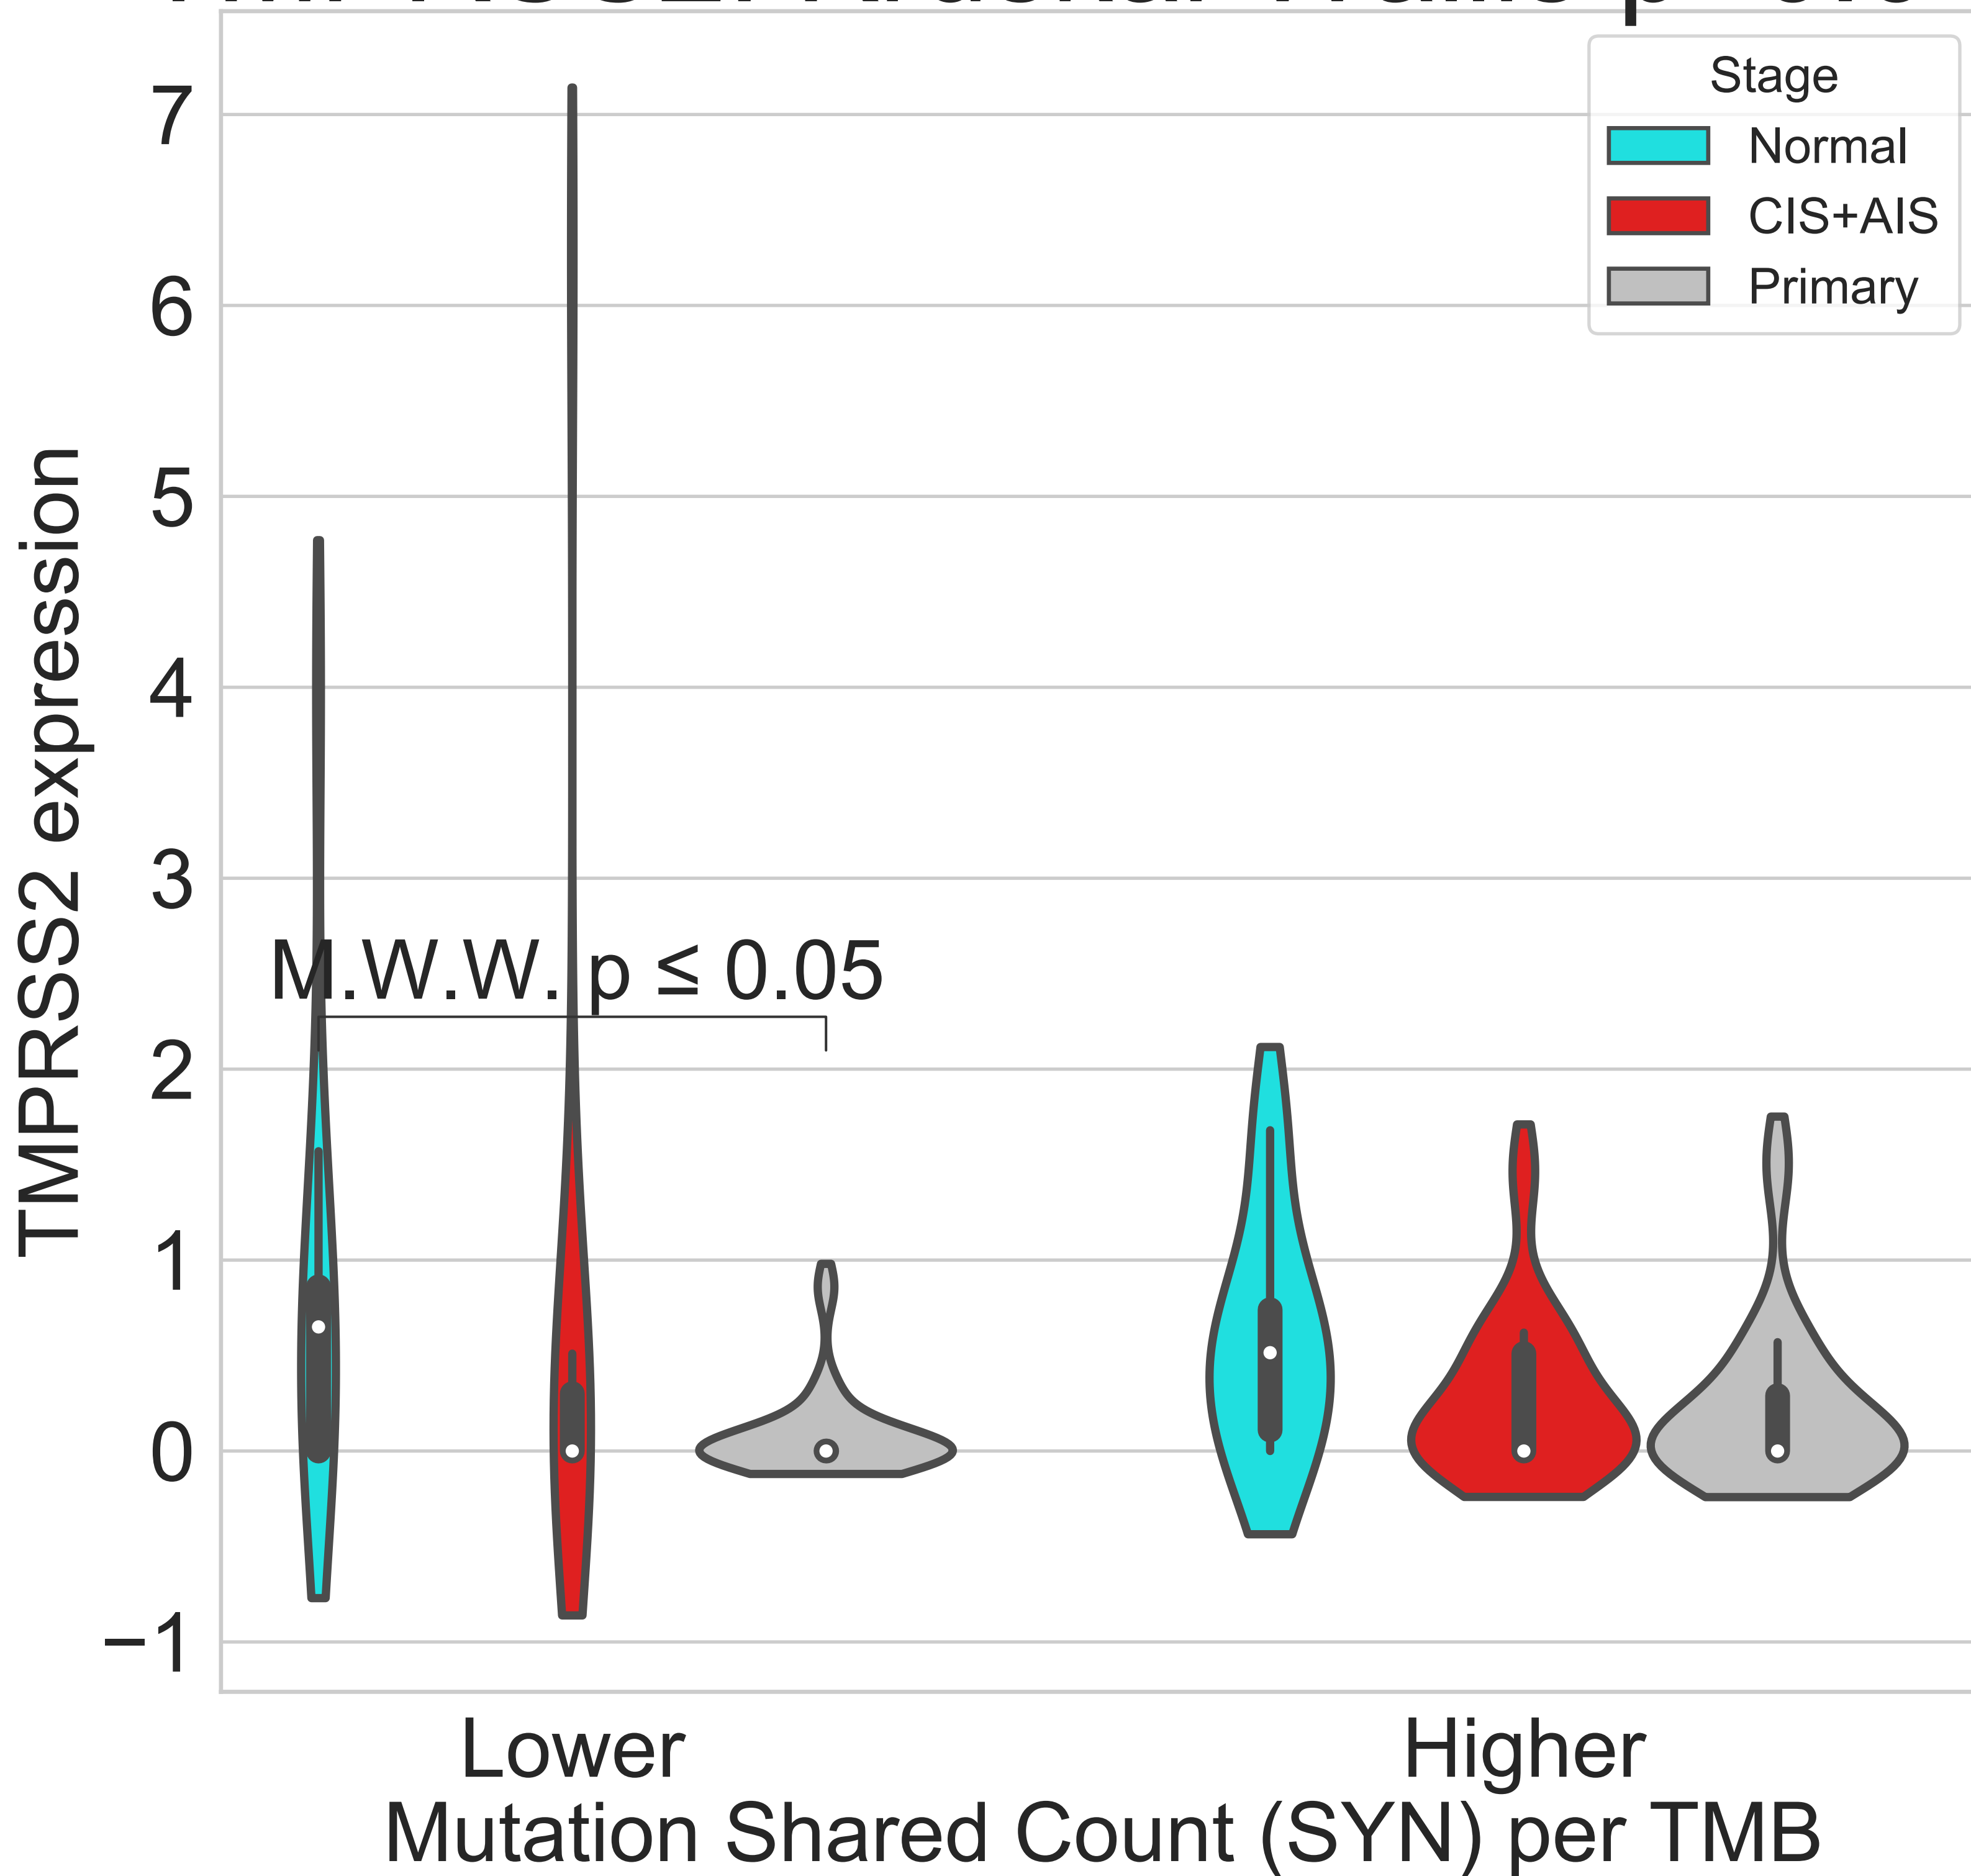 Stage
Normal
CIS+AIS
Primary
7
6
5
4
3
2
1
0
−1
TMPRSS2 expression
M.W.W. p ≤ 0.05
Lower
Higher
Mutation Shared Count (SYN) per TMB